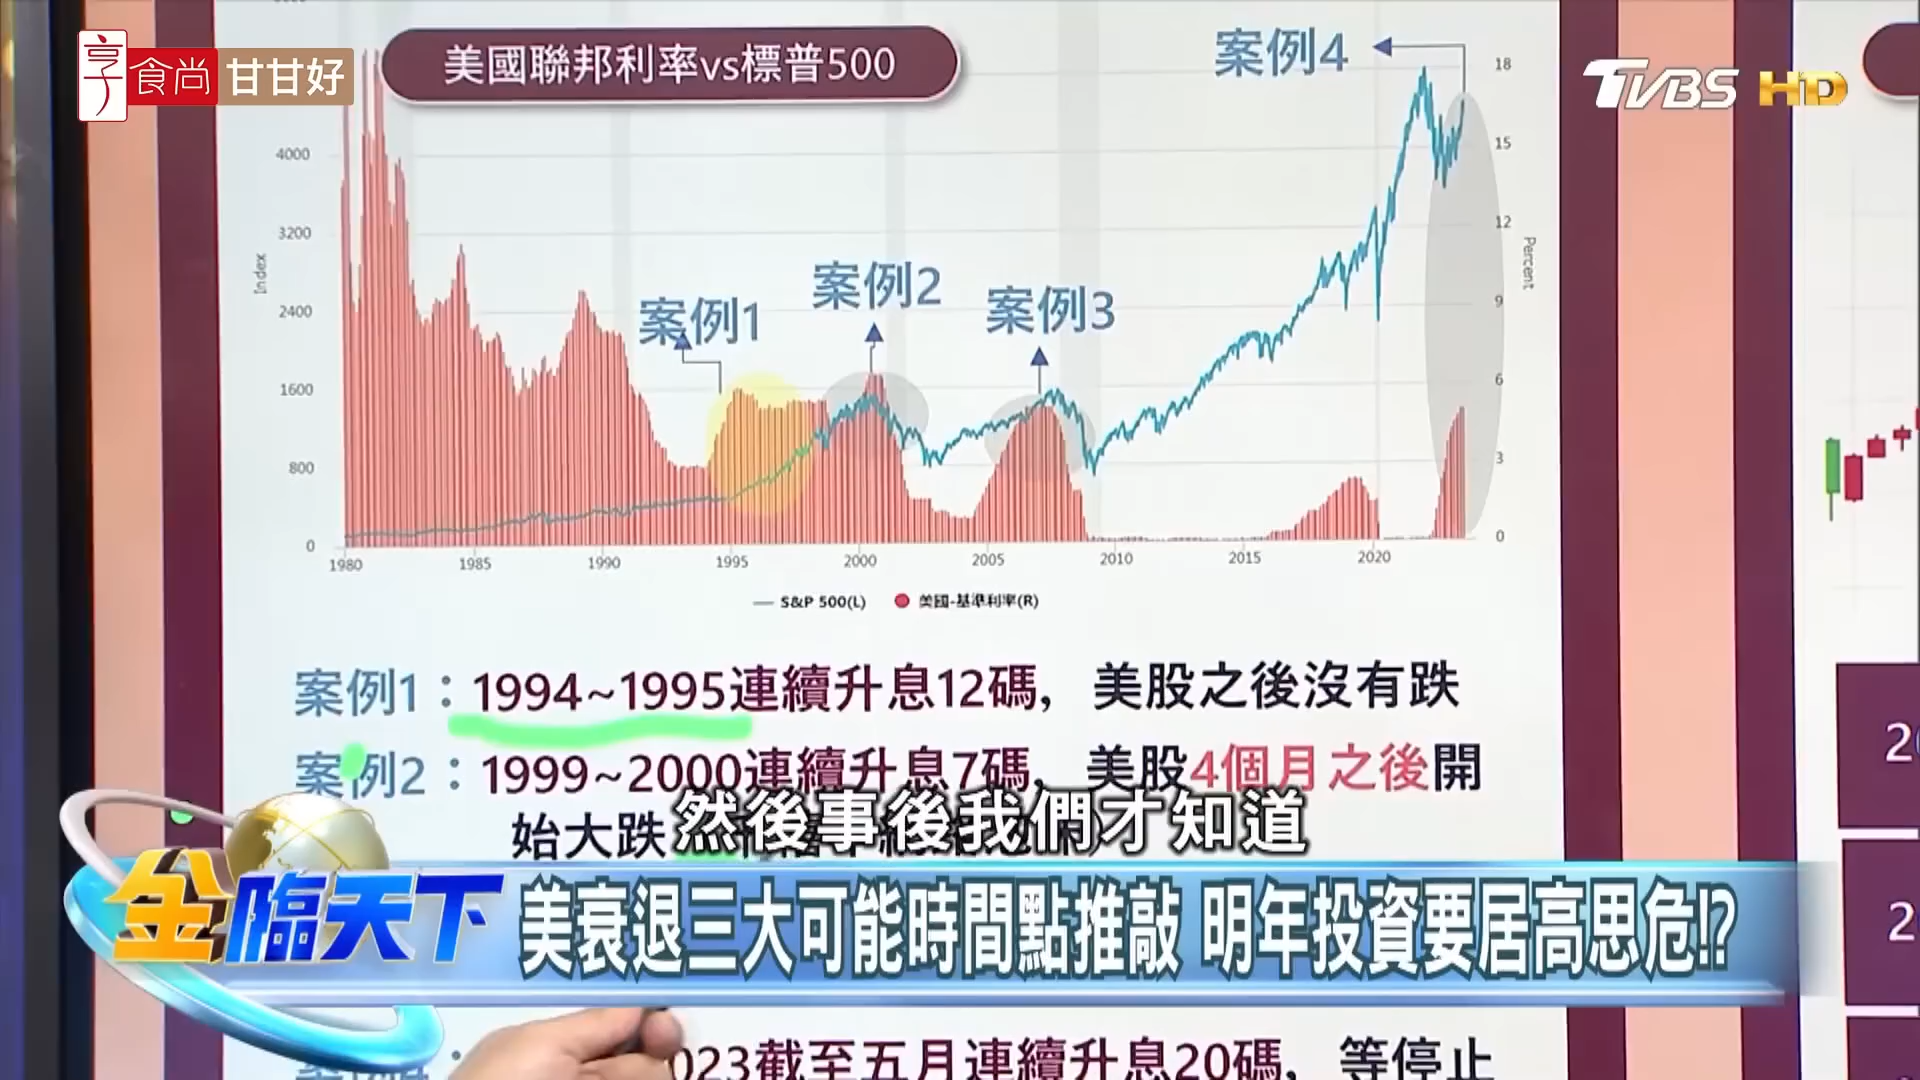 享
食尚
甘甘好
美國聯邦利率vs標普500
案例4
TVBS HD
18
4000
15
3200
12
Index
Percent
2400
9
案例1
案例2
案例3
1600
6
800
3
0
0
1980
1985
1990
1995
2000
2005
2010
2015
2020
S&P 500(L)
美國-基準利率(R)
案例1：1994~1995連續升息12碼，美股之後沒有跌
案例2：1999~2000連續升息7碼，美股4個月之後開
始大跌
然後事後我們才知道
金臨天下
美衰退三大可能時間點推敲 明年投資要居高思危!?
023截至五月連續升息20碼，等停止
2
2